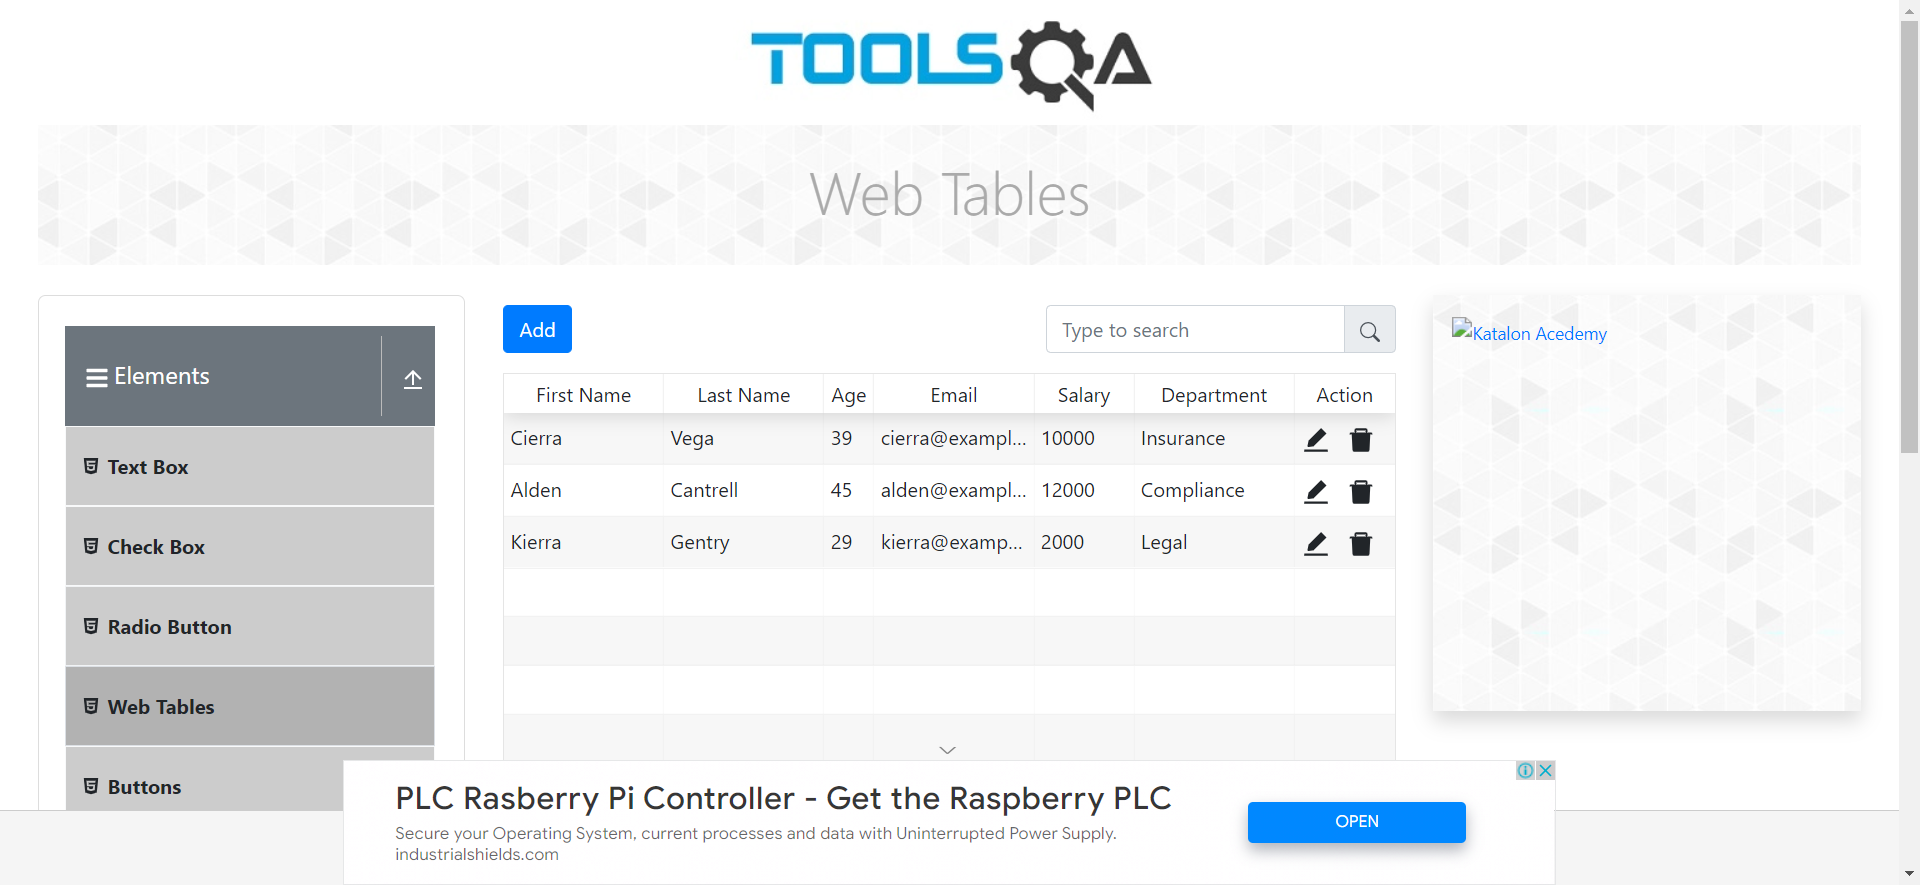 TOOLSQA
Web Tables
Elements
Text Box
Check Box
Radio Button
Web Tables
Buttons
Add
Type to search
First Name Last Name Age Email Salary Department Action
Cierra Vega 39 cierra@exampl... 10000 Insurance
Alden Cantrell 45 alden@exampl... 12000 Compliance
Kierra Gentry 29 kierra@examp... 2000 Legal
Katalon Acedemy
PLC Rasberry Pi Controller - Get the Raspberry PLC
Secure your Operating System, current processes and data with Uninterrupted Power Supply.
industrialshields.com
OPEN